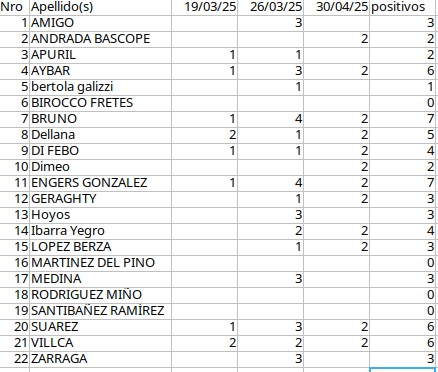 Nro Apellido(s) 19/03/25 26/03/25 30/04/25 positivos
1 AMIGO 3 3
2 ANDRADA BASCOPE 2 2
3 APURIL 1 1 2
4 AYBAR 1 3 2 6
5 bertola galizzi 1 1
6 BIROCCO FRETES 0
7 BRUNO 1 4 2 7
8 Dellana 2 1 2 5
9 DI FEBO 1 1 2 4
10 Dimeo 2 2
11 ENGERS GONZALEZ 1 4 2 7
12 GERAGHTY 1 2 3
13 Hoyos 3 3
14 Ibarra Yegro 2 2 4
15 LOPEZ BERZA 1 2 3
16 MARTINEZ DEL PINO 0
17 MEDINA 3 3
18 RODRIGUEZ MIÑO 0
19 SANTIBAÑEZ RAMÍREZ 0
20 SUAREZ 1 3 2 6
21 VILLCA 2 2 2 6
22 ZARRAGA 3 3